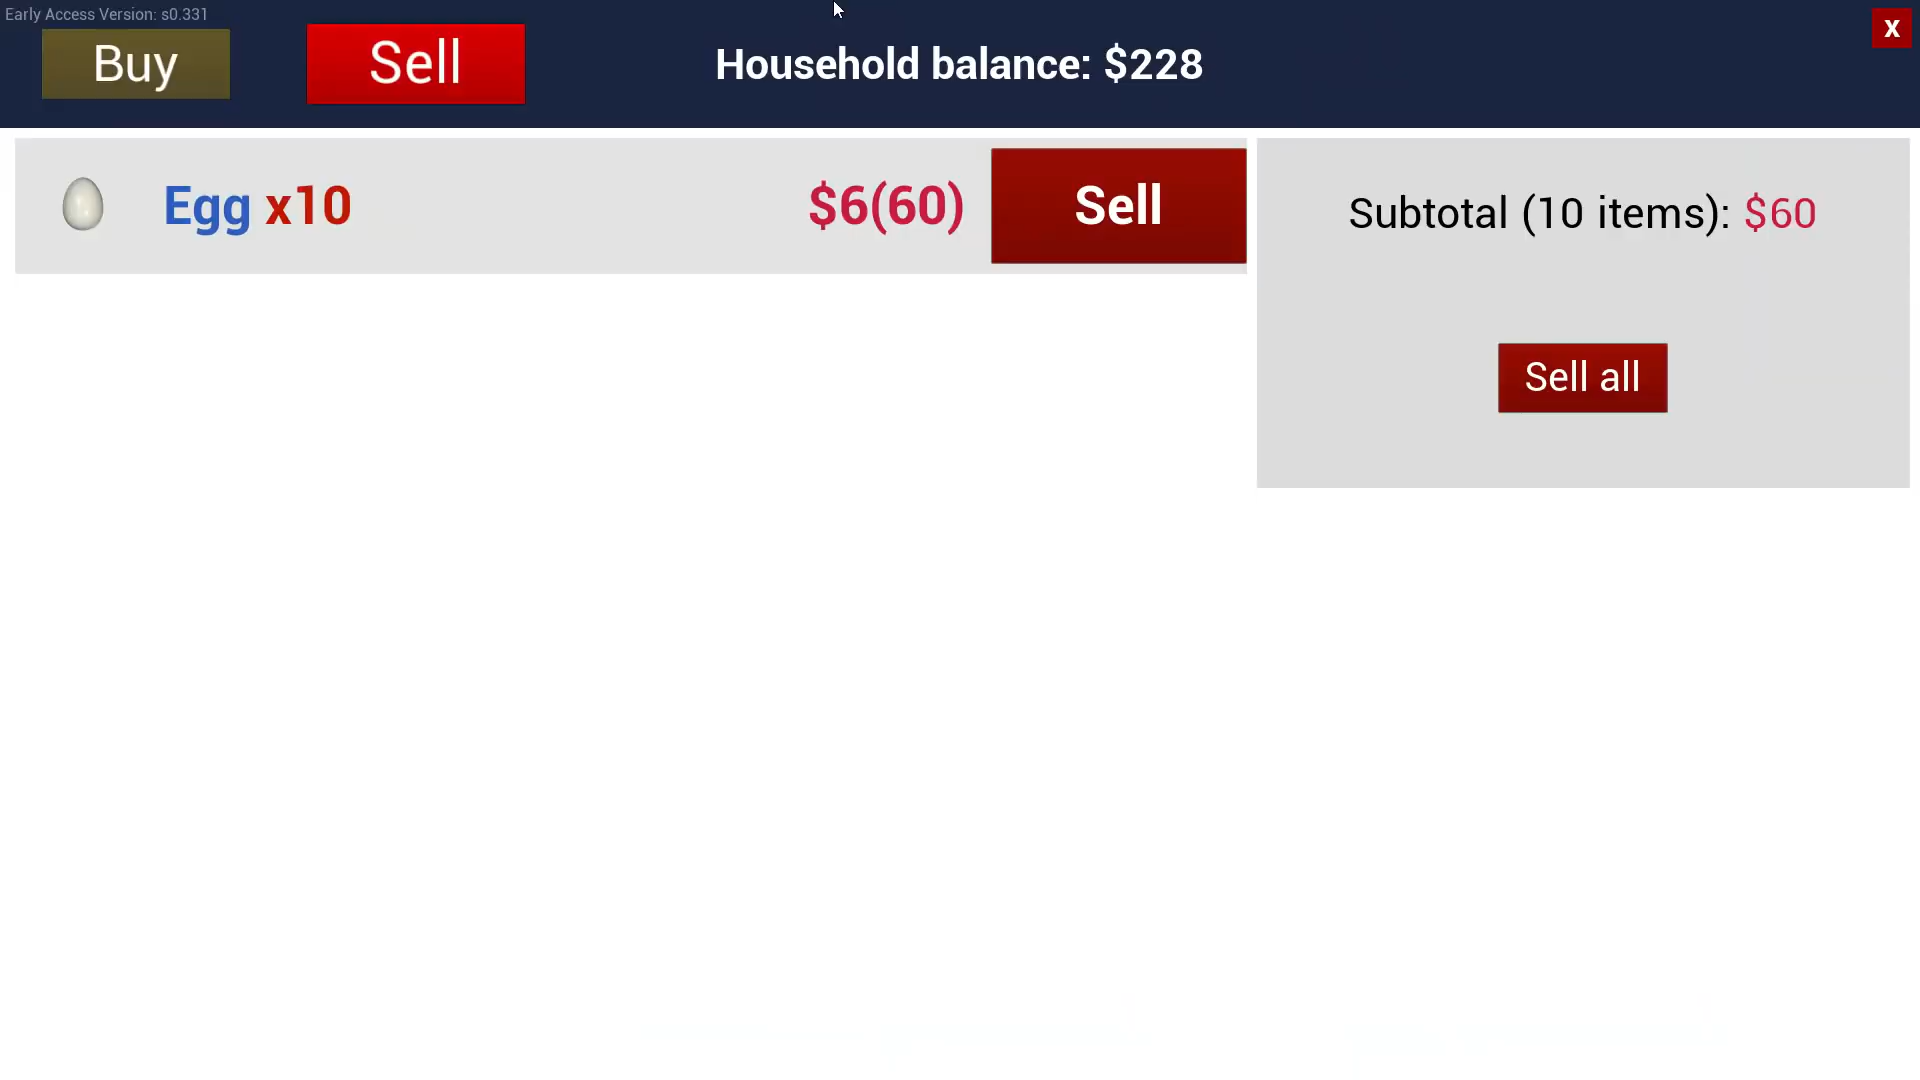 Early Access Version: s0.331
Buy
Sell
Household balance: $228
x
Egg x10
$6(60)
Sell
Subtotal (10 items): $60
Sell all